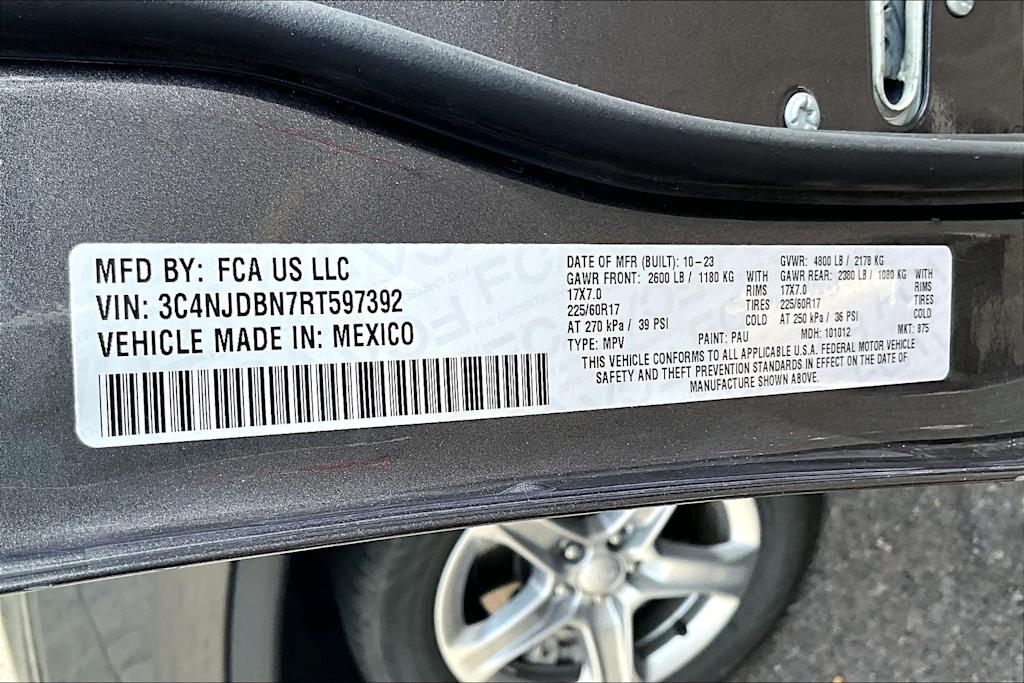 MFD BY: FCA US LLC
VIN: 3C4NJDBN7RT597392
VEHICLE MADE IN: MEXICO
DATE OF MFR (BUILT): 10-23 GVWR: 4800 LB / 2178 KG
GAWR FRONT: 2600 LB / 1180 KG WITH GAWR REAR: 2380 LB / 1080 KG WITH
17X7.0 RIMS 17X7.0 RIMS
225/60R17 TIRES 225/60R17 TIRES
AT 270 kPa / 39 PSI COLD AT 250 kPa / 36 PSI COLD
TYPE: MPV PAINT: PAU MDH: 101012 MKT: 875
THIS VEHICLE CONFORMS TO ALL APPLICABLE U.S.A. FEDERAL MOTOR VEHICLE
SAFETY AND THEFT PREVENTION STANDARDS IN EFFECT ON THE DATE OF
MANUFACTURE SHOWN ABOVE.